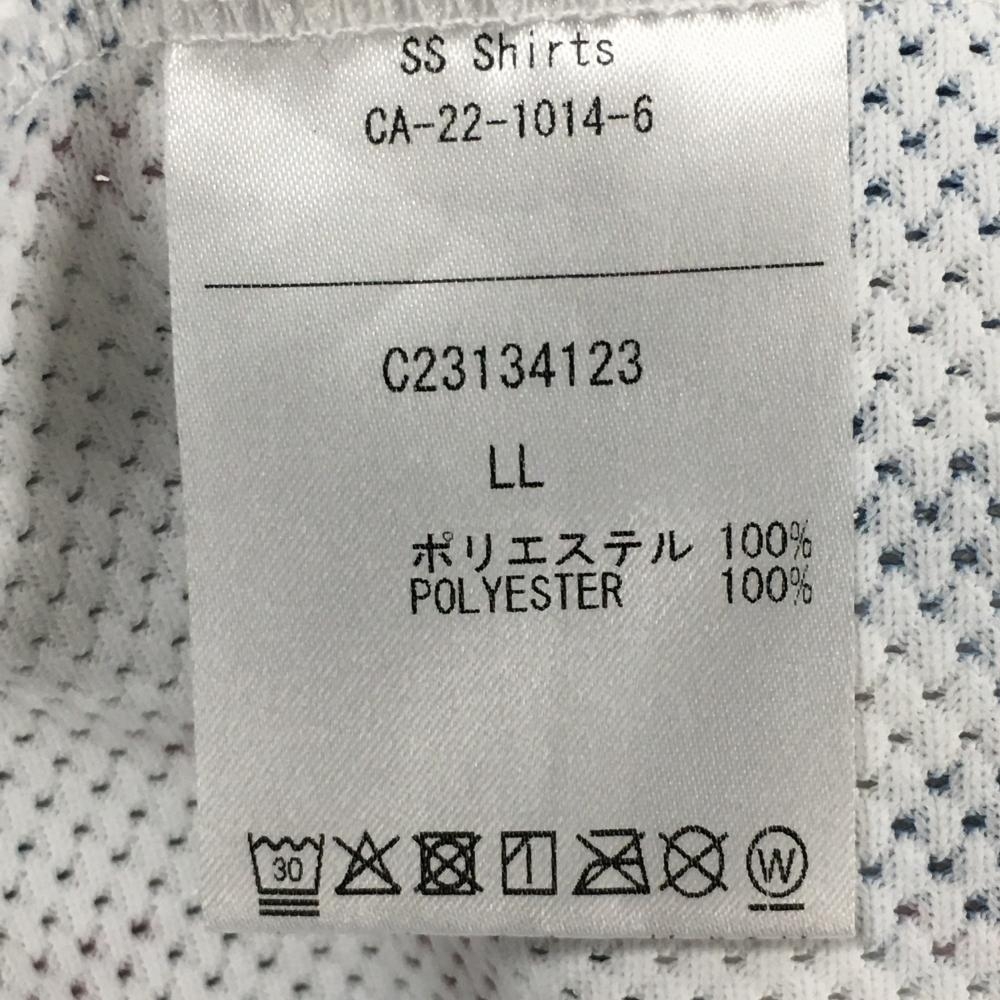 SS Shirts
CA-22-1014-6
C23134123
LL
ポリエステル 100%
POLYESTER 100%
30 W